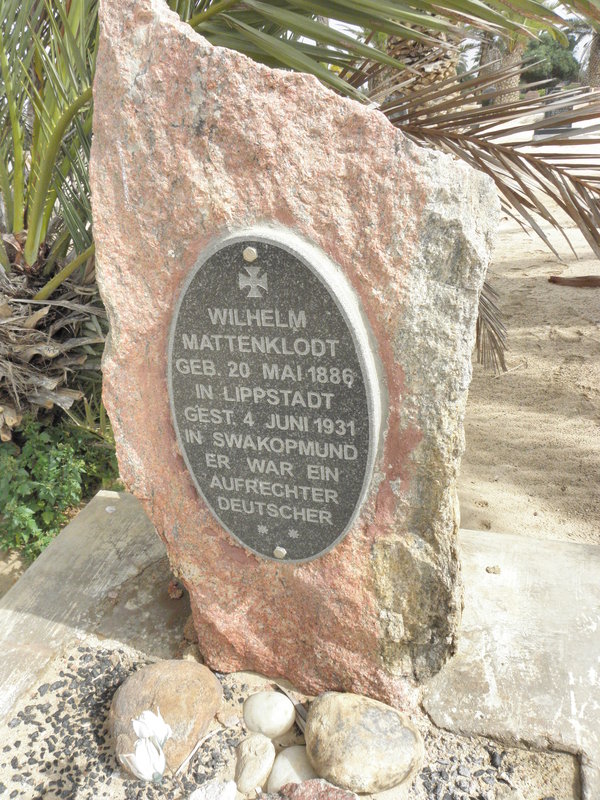 WILHELM
MATTENKLODT
GEB. 20 MAI 1886
IN LIPPSTADT
GEST. 4 JUNI 1931
IN SWAKOPMUND
ER WAR EIN
AUFRECHTER
DEUTSCHER